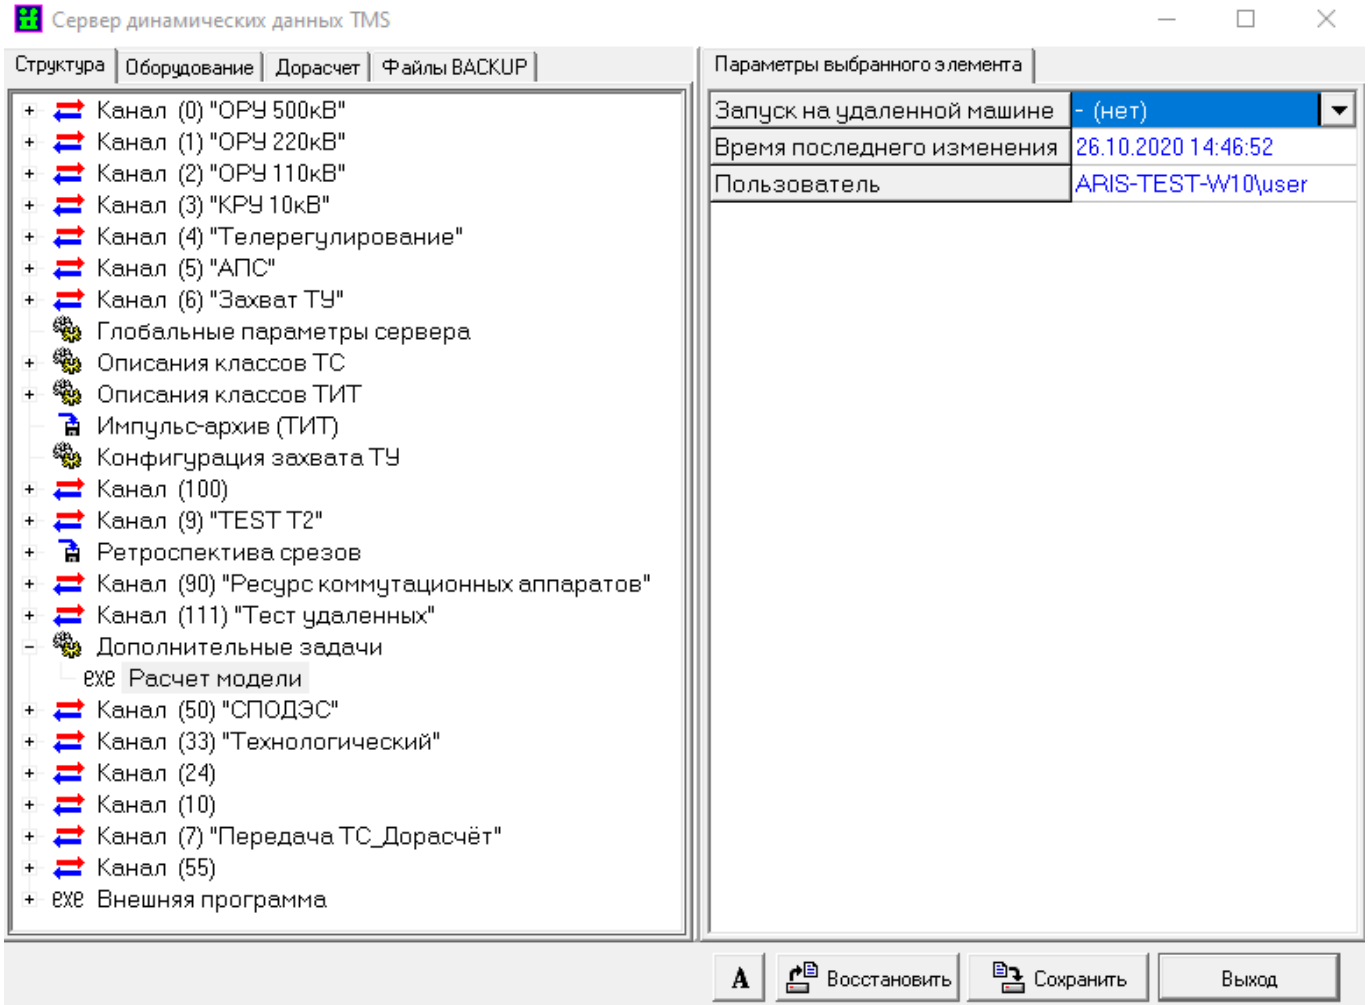 Сервер динамических данных TMS
Структура Оборудование Дорасчет Файлы BACKUP
Параметры выбранного элемента
Канал (0) "ОРУ 500кВ"
Канал (1) "ОРУ 220кВ"
Канал (2) "ОРУ 110кВ"
Канал (3) "КРУ 10кВ"
Канал (4) "Телерегулирование"
Канал (5) "АПС"
Канал (6) "Захват ТУ"
Глобальные параметры сервера
Описания классов ТС
Описания классов ТИТ
Импульс-архив (ТИТ)
Конфигурация захвата ТУ
Канал (100)
Канал (9) "TEST T2"
Ретроспектива срезов
Канал (90) "Ресурс коммутационных аппаратов"
Канал (111) "Тест удаленных"
Дополнительные задачи
exe Расчет модели
Канал (50) "СПОДЭС"
Канал (33) "Технологический"
Канал (24)
Канал (10)
Канал (7) "Передача ТС_Дорасчёт"
Канал (55)
exe Внешняя программа
Запуск на удаленной машине - (нет)
Время последнего изменения 26.10.2020 14:46:52
Пользователь ARIS-TEST-W10\user
A Восстановить Сохранить Выход